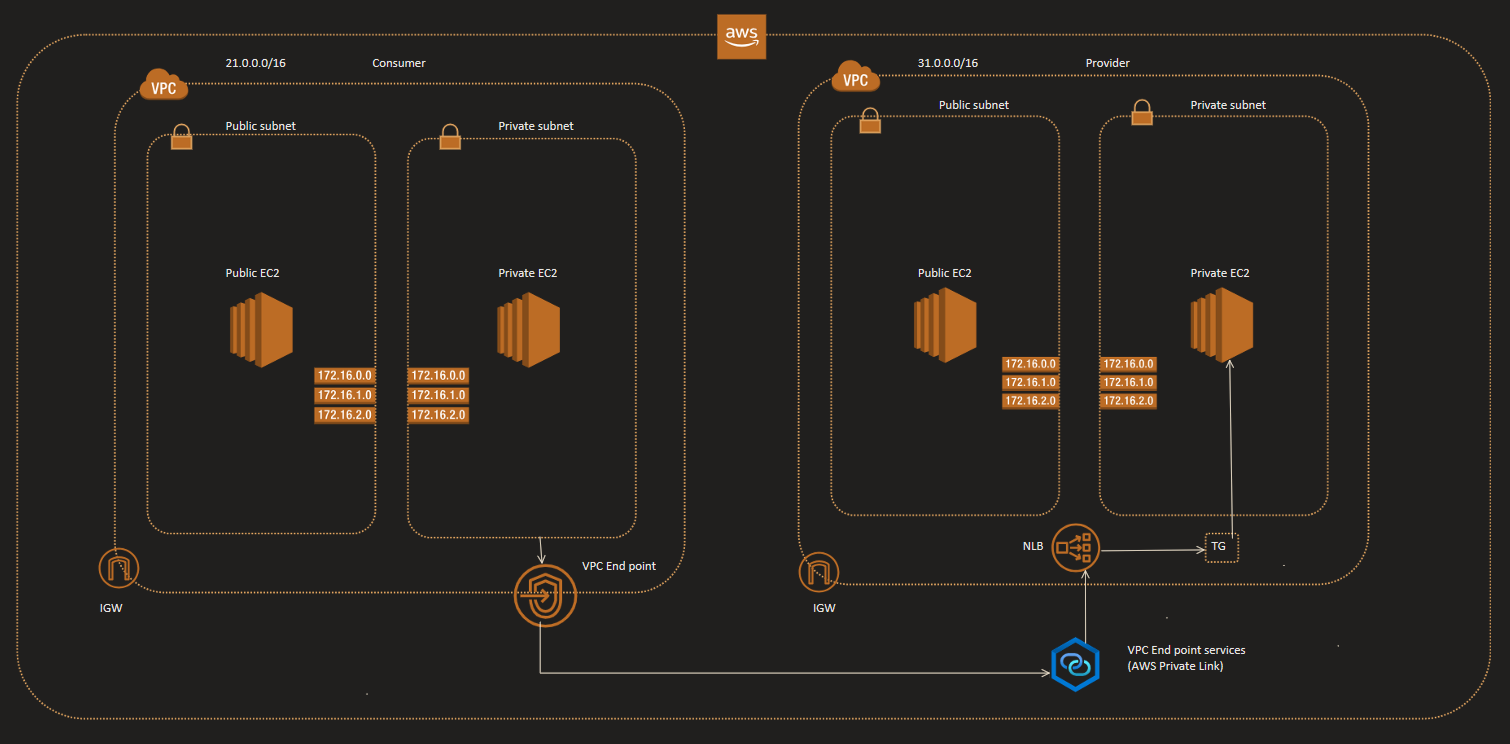 aws
21.0.0.0/16 Consumer
31.0.0.0/16 Provider
VPC
VPC
Public subnet
Private subnet
Public subnet
Private subnet
Public EC2
Private EC2
Public EC2
Private EC2
172.16.0.0
172.16.1.0
172.16.2.0
172.16.0.0
172.16.1.0
172.16.2.0
172.16.0.0
172.16.1.0
172.16.2.0
172.16.0.0
172.16.1.0
172.16.2.0
NLB
TG
VPC End point
IGW
IGW
VPC End point services
(AWS Private Link)